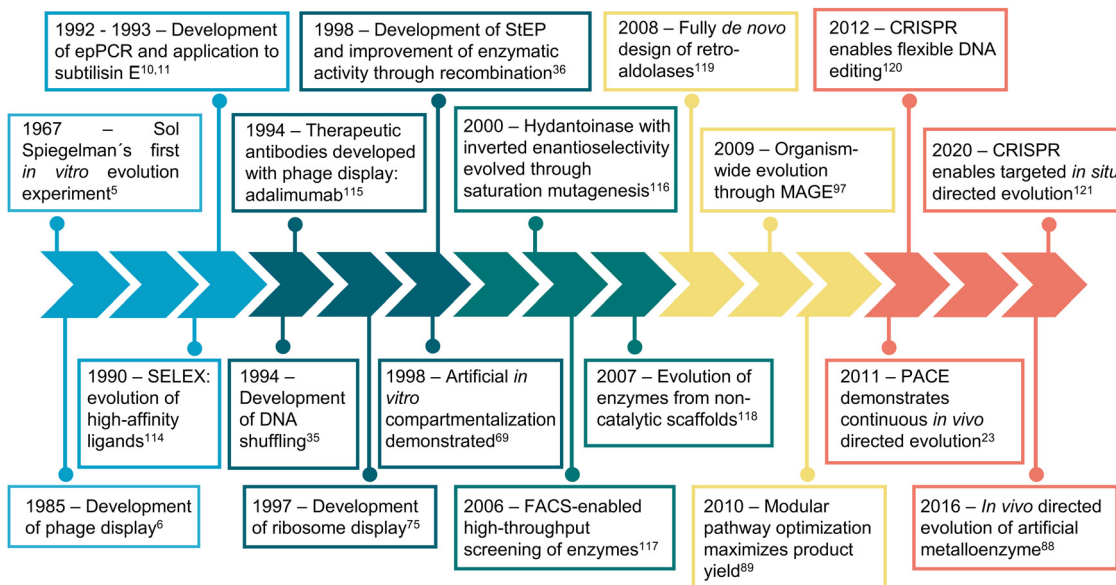 1992 - 1993 – Development
of epPCR and application to
subtilisin E10,11
1998 – Development of StEP
and improvement of enzymatic
activity through recombination36
2008 – Fully de novo
design of retro-
aldolases119
2012 – CRISPR
enables flexible DNA
editing120
1967 – Sol
Spiegelman´s first
in vitro evolution
experiment5
1994 – Therapeutic
antibodies developed
with phage display:
adalimumab115
2000 – Hydantoinase with
inverted enantioselectivity
evolved through
saturation mutagenesis116
2009 – Organism-
wide evolution
through MAGE97
2020 – CRISPR
enables targeted in situ
directed evolution121
1990 – SELEX:
evolution of
high-affinity
ligands114
1994 –
Development
of DNA
shuffling35
1998 – Artificial in
vitro
compartmentalization
demonstrated69
2007 – Evolution of
enzymes from non-
catalytic scaffolds118
2011 – PACE
demonstrates
continuous in vivo
directed evolution23
1985 – Development
of phage display6
1997 – Development
of ribosome display75
2006 – FACS-enabled
high-throughput
screening of enzymes117
2010 – Modular
pathway optimization
maximizes product
yield89
2016 – In vivo directed
evolution of artificial
metalloenzyme88